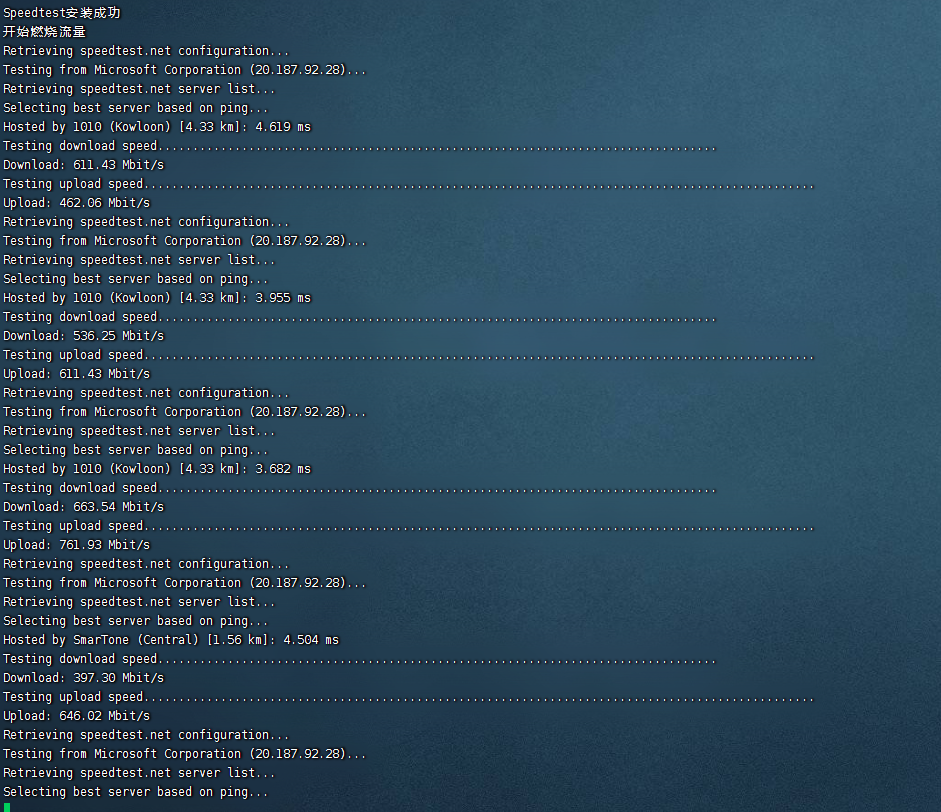 Speedtest安装成功
开始燃烧流量
Retrieving speedtest.net configuration...
Testing from Microsoft Corporation (20.187.92.28)...
Retrieving speedtest.net server list...
Selecting best server based on ping...
Hosted by 1010 (Kowloon) [4.33 km]: 4.619 ms
Testing download speed................................................................................
Download: 611.43 Mbit/s
Testing upload speed................................................................................................
Upload: 462.06 Mbit/s
Retrieving speedtest.net configuration...
Testing from Microsoft Corporation (20.187.92.28)...
Retrieving speedtest.net server list...
Selecting best server based on ping...
Hosted by 1010 (Kowloon) [4.33 km]: 3.955 ms
Testing download speed................................................................................
Download: 536.25 Mbit/s
Testing upload speed................................................................................................
Upload: 611.43 Mbit/s
Retrieving speedtest.net configuration...
Testing from Microsoft Corporation (20.187.92.28)...
Retrieving speedtest.net server list...
Selecting best server based on ping...
Hosted by 1010 (Kowloon) [4.33 km]: 3.682 ms
Testing download speed................................................................................
Download: 663.54 Mbit/s
Testing upload speed................................................................................................
Upload: 761.93 Mbit/s
Retrieving speedtest.net configuration...
Testing from Microsoft Corporation (20.187.92.28)...
Retrieving speedtest.net server list...
Selecting best server based on ping...
Hosted by SmarTone (Central) [1.56 km]: 4.504 ms
Testing download speed................................................................................
Download: 397.30 Mbit/s
Testing upload speed................................................................................................
Upload: 646.02 Mbit/s
Retrieving speedtest.net configuration...
Testing from Microsoft Corporation (20.187.92.28)...
Retrieving speedtest.net server list...
Selecting best server based on ping...